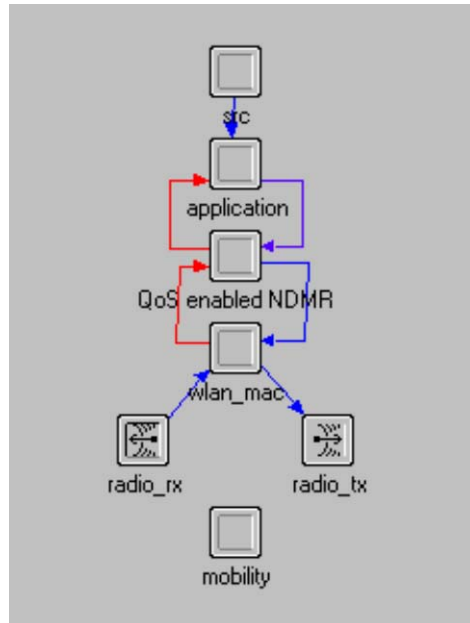 src
application
QoS enabled NDMR
wlan_mac
radio_rx
radio_tx
mobility